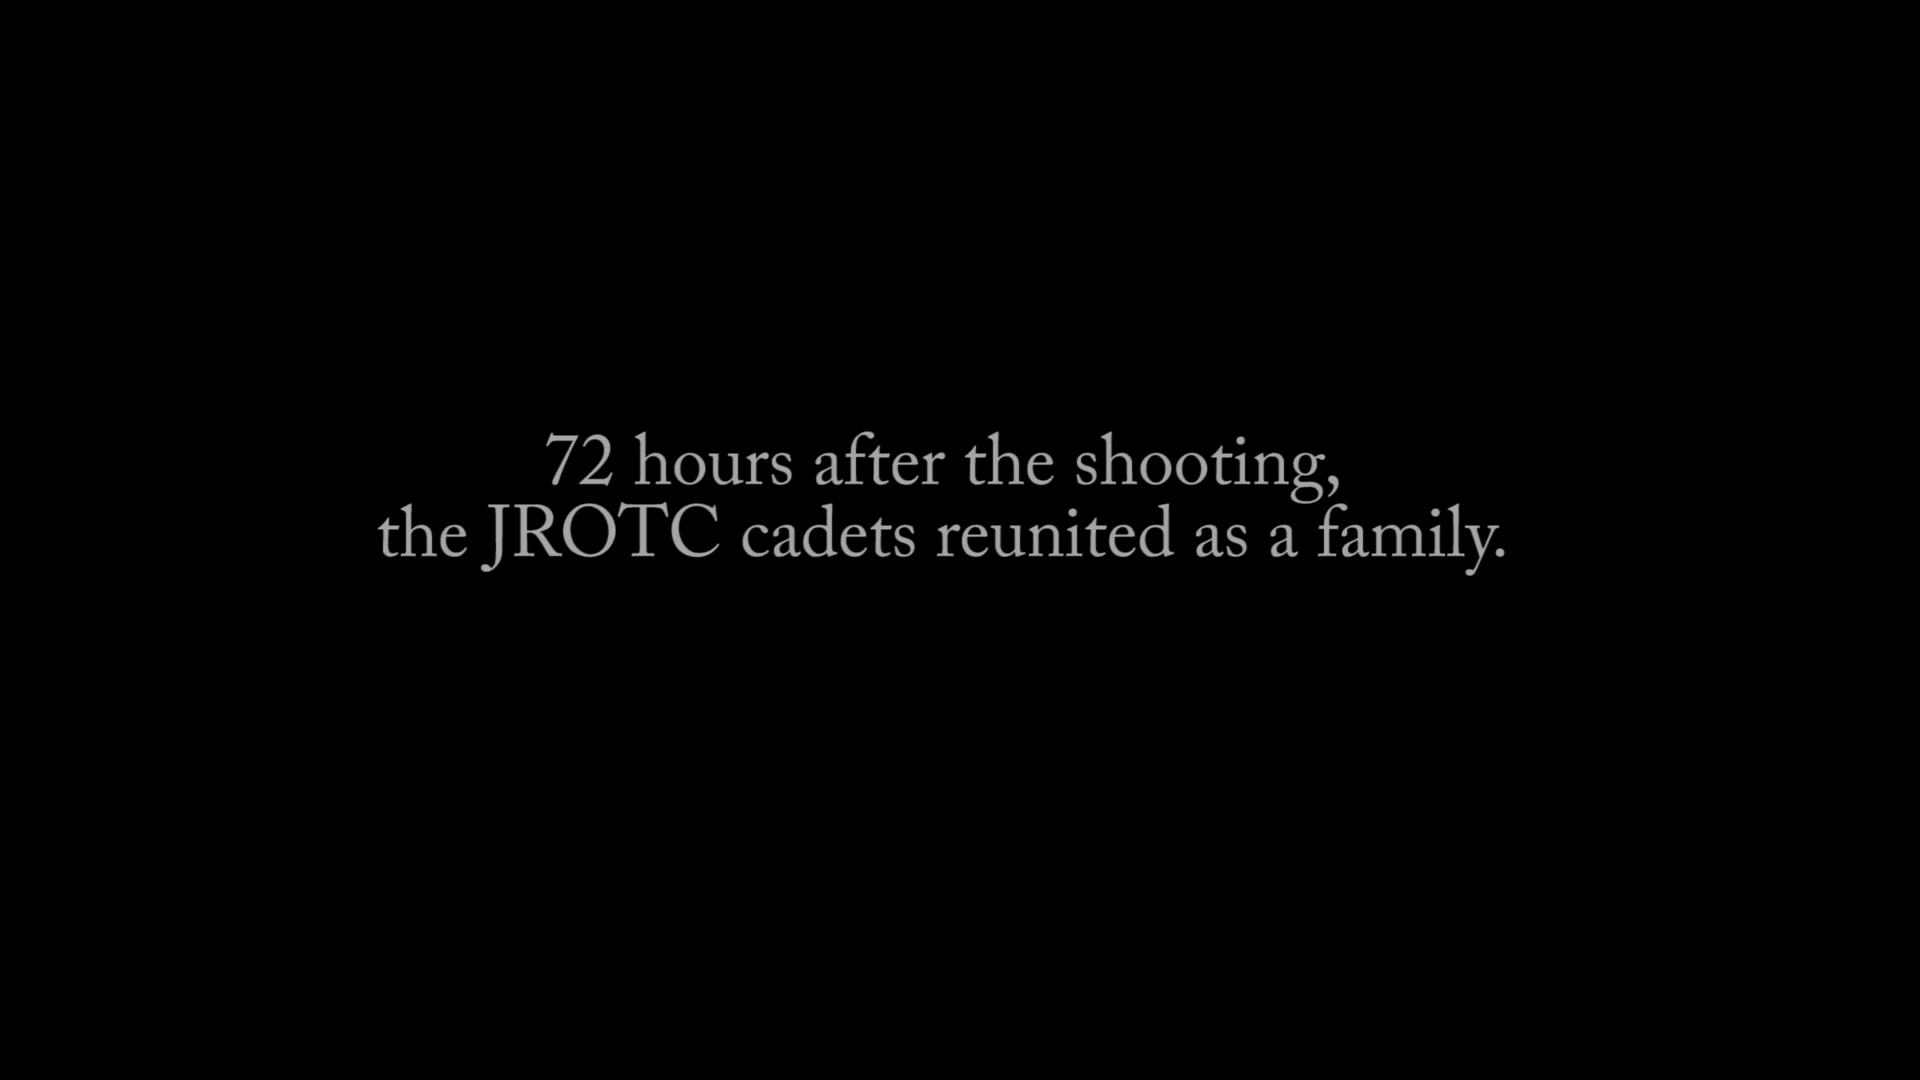 72 hours after the shooting,
the JROTC cadets reunited as a family.